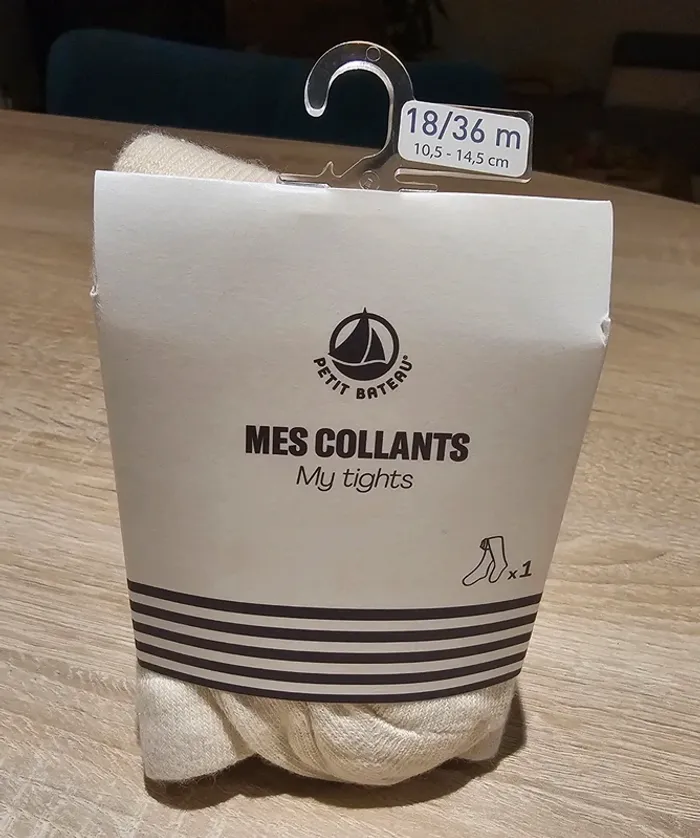 18/36 m
10,5 - 14,5 cm
PETIT BATEAU®
MES COLLANTS
My tights
x1